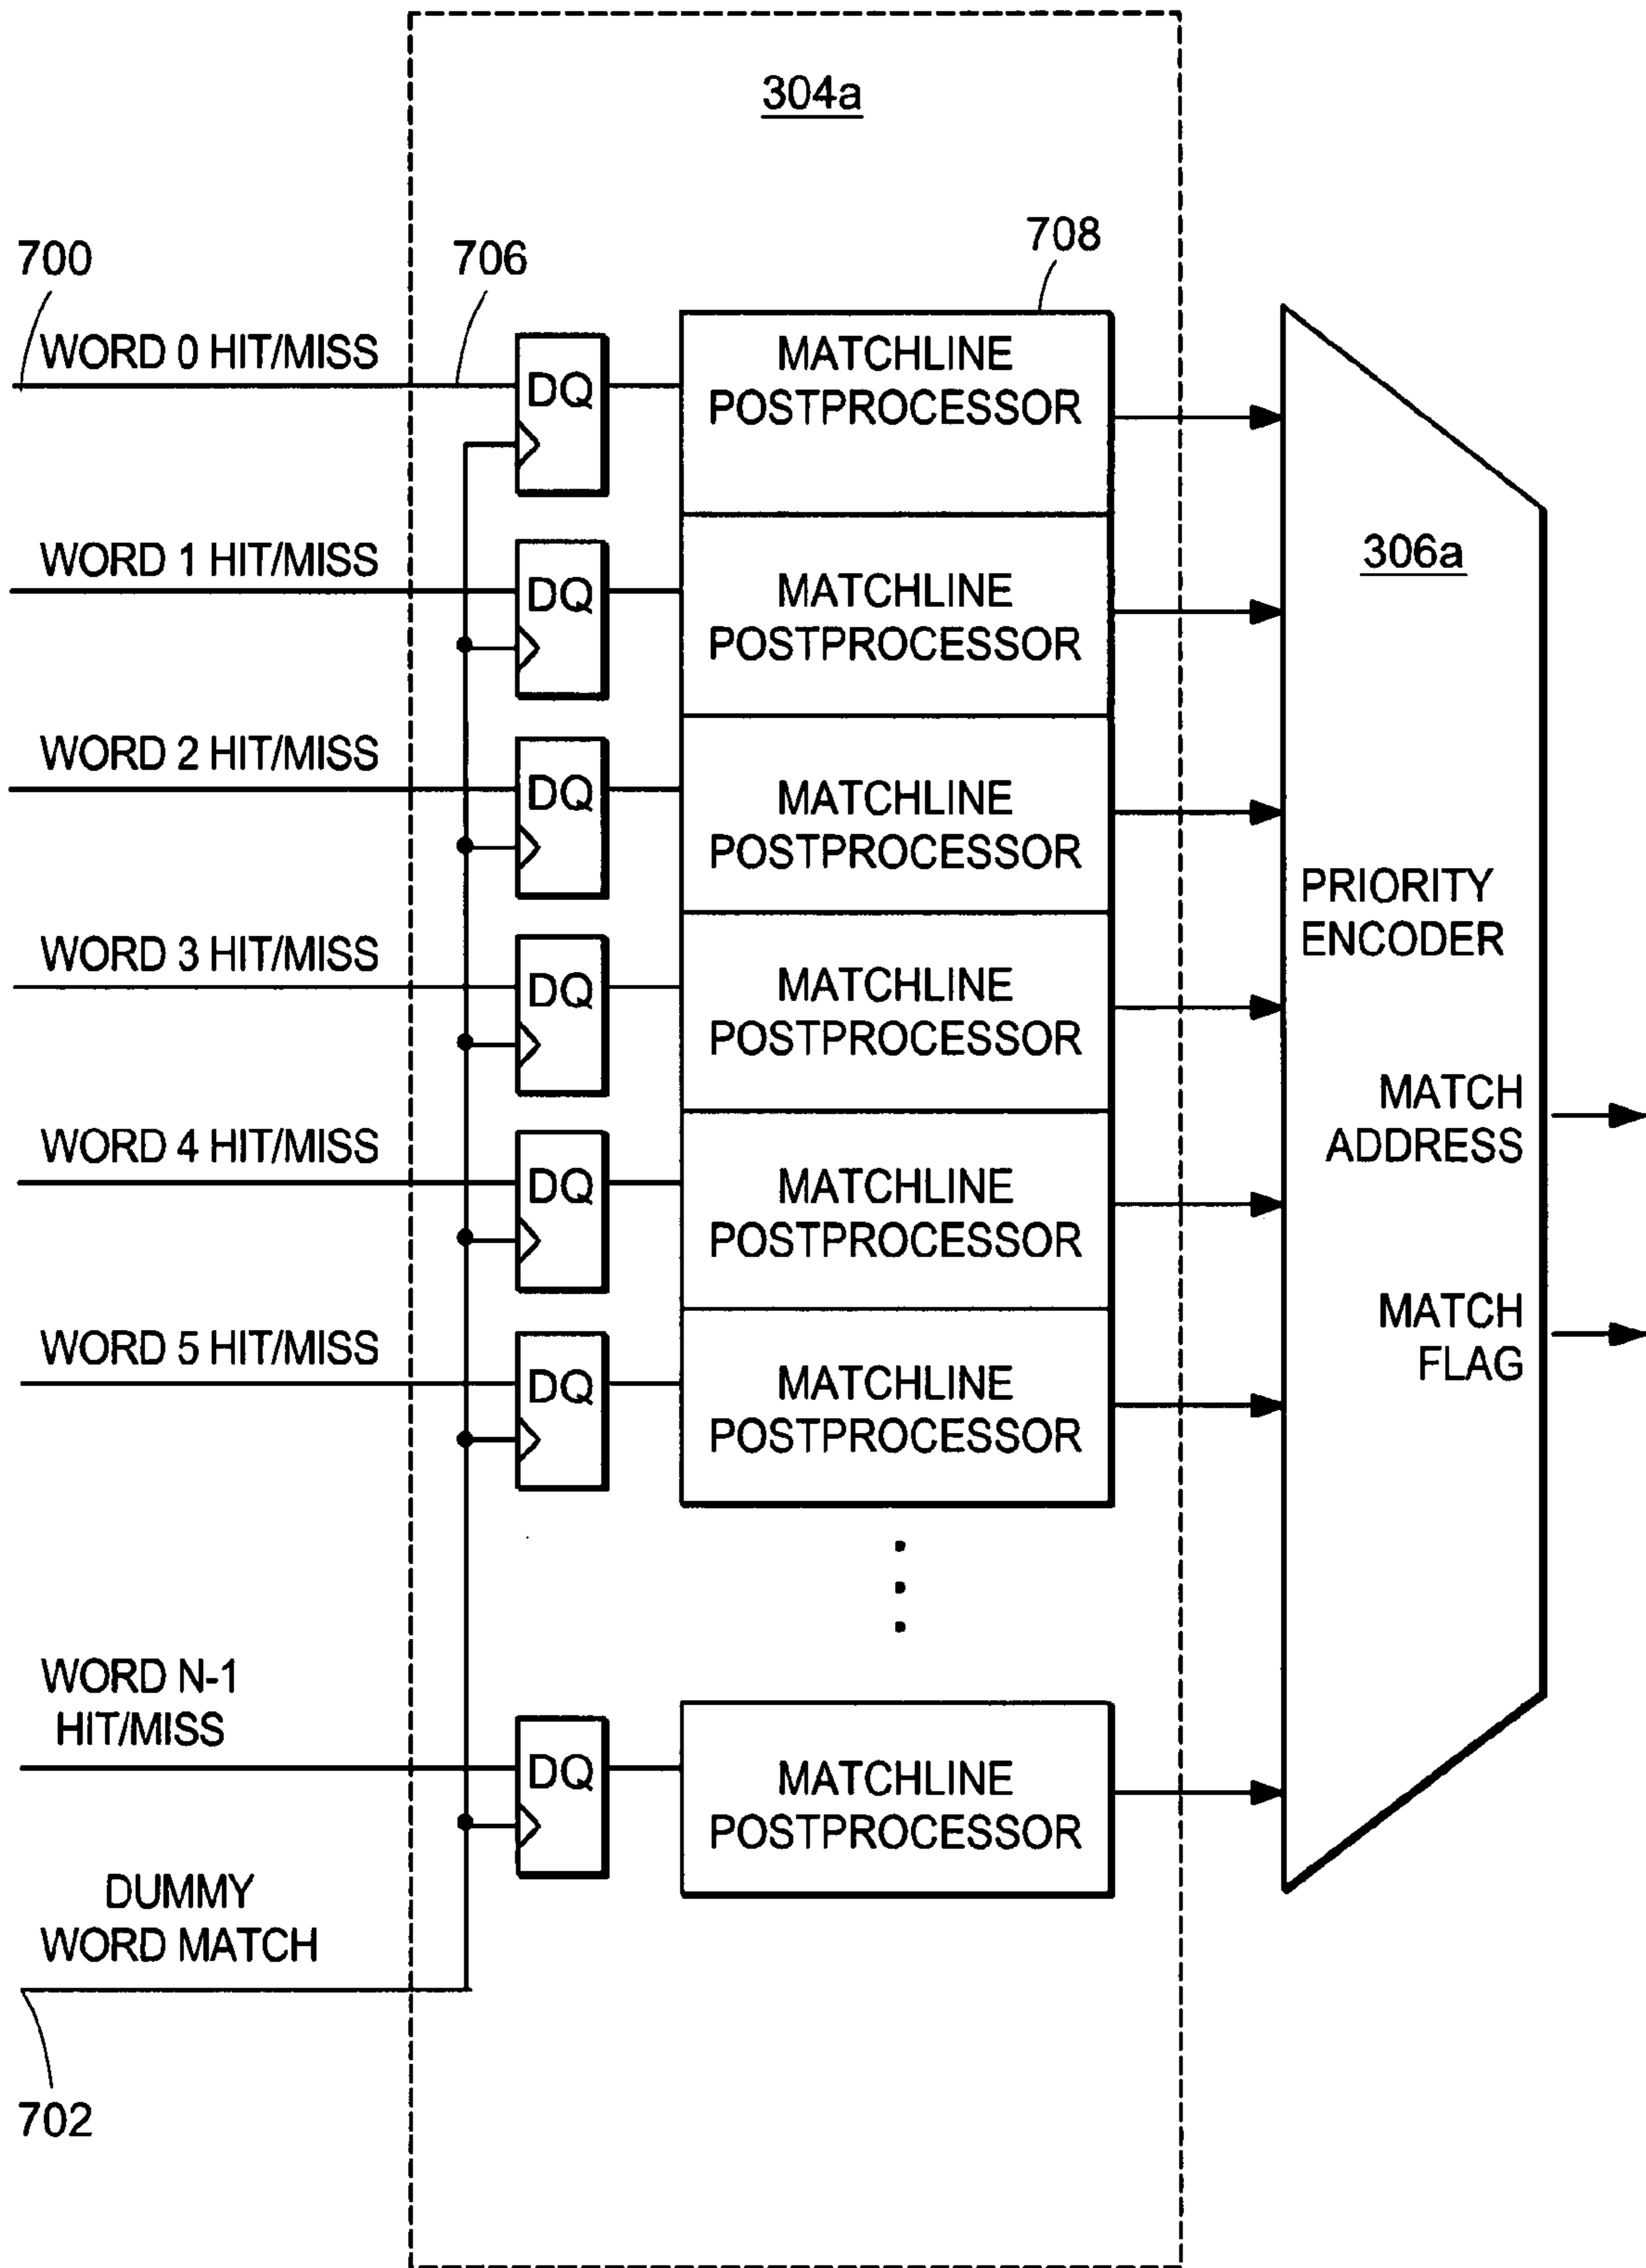 304a
708
700
706
WORD 0 HIT/MISS
DQ
MATCHLINE
POSTPROCESSOR
WORD 1 HIT/MISS
DQ
MATCHLINE
POSTPROCESSOR
306a
WORD 2 HIT/MISS
DQ
MATCHLINE
POSTPROCESSOR
PRIORITY
ENCODER
WORD 3 HIT/MISS
DQ
MATCHLINE
POSTPROCESSOR
MATCH
ADDRESS
WORD 4 HIT/MISS
DQ
MATCHLINE
POSTPROCESSOR
MATCH
FLAG
WORD 5 HIT/MISS
DQ
MATCHLINE
POSTPROCESSOR
WORD N-1
HIT/MISS
DQ
MATCHLINE
POSTPROCESSOR
DUMMY
WORD MATCH
702